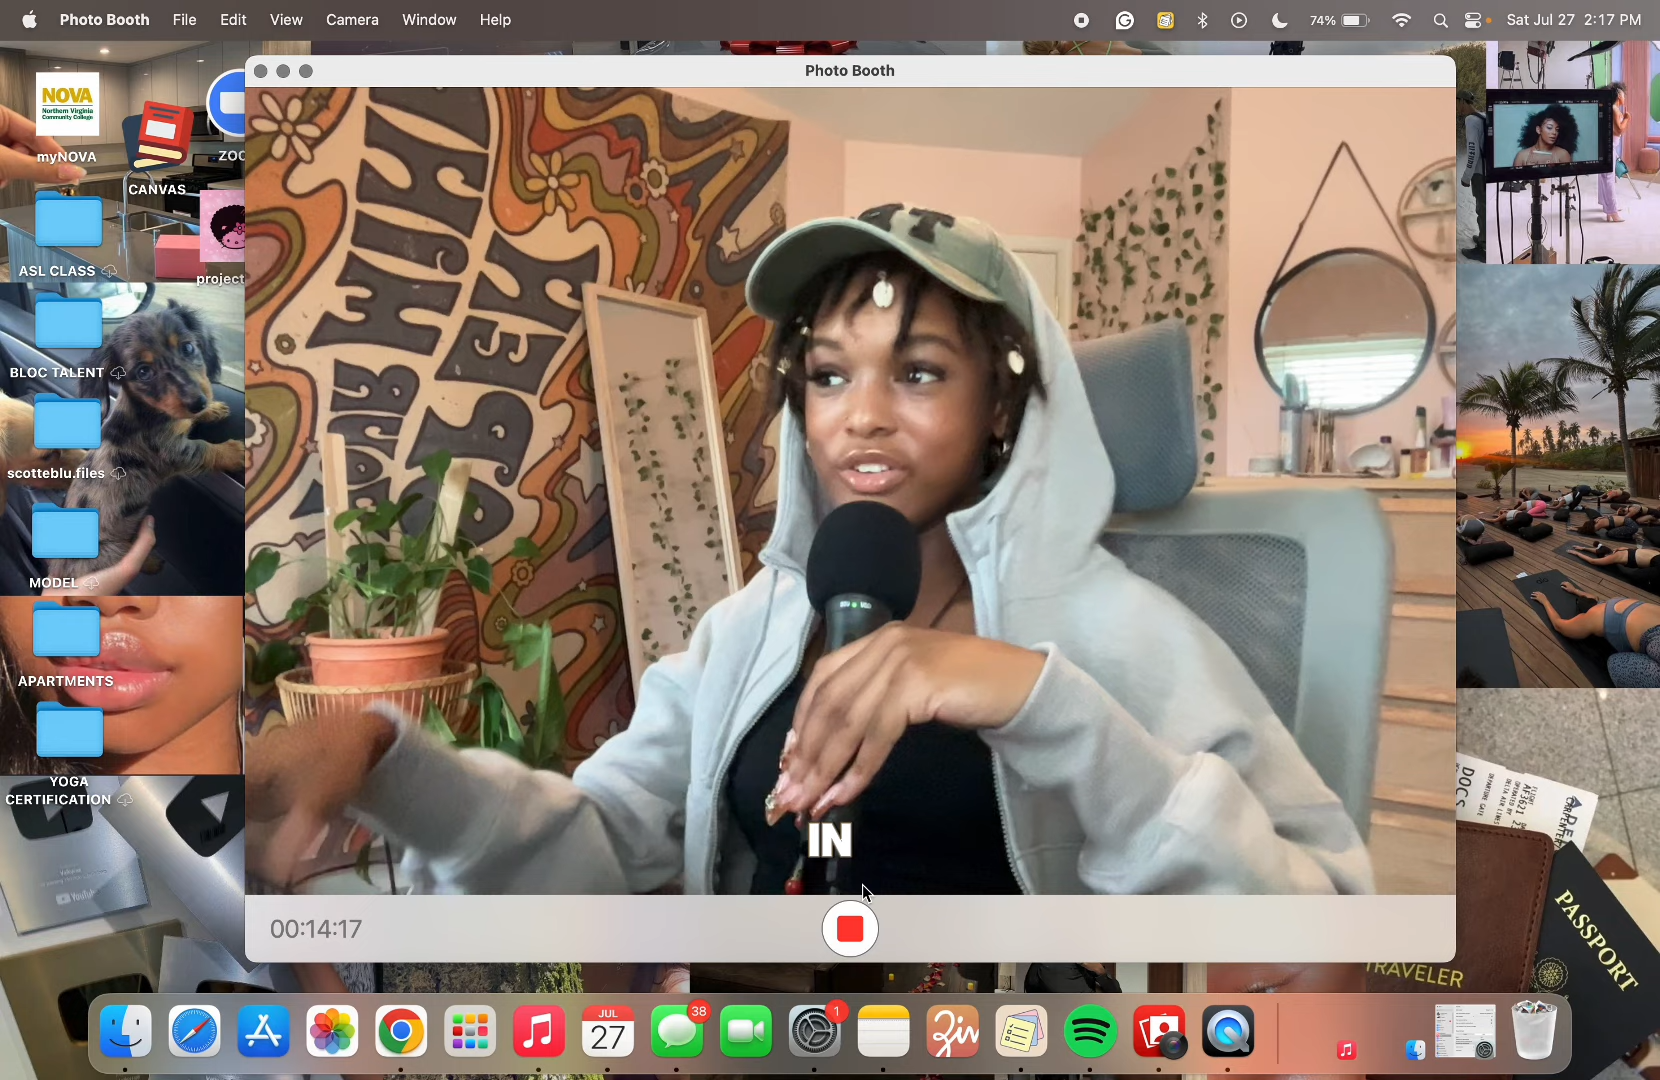 Photo Booth File Edit View Camera Window Help
74%
Sat Jul 27 2:17 PM
Photo Booth
NOVA
Northern Virginia
Community College
myNOVA
CANVAS
ZOO
project
ASL CLASS
BLOC TALENT
scotteblu.files
MODEL
APARTMENTS
YOGA
CERTIFICATION
YouTube
IN
00:14:17
DOCS
AF3621
PASSPORT
TRAVELER
JUL
27
38
1